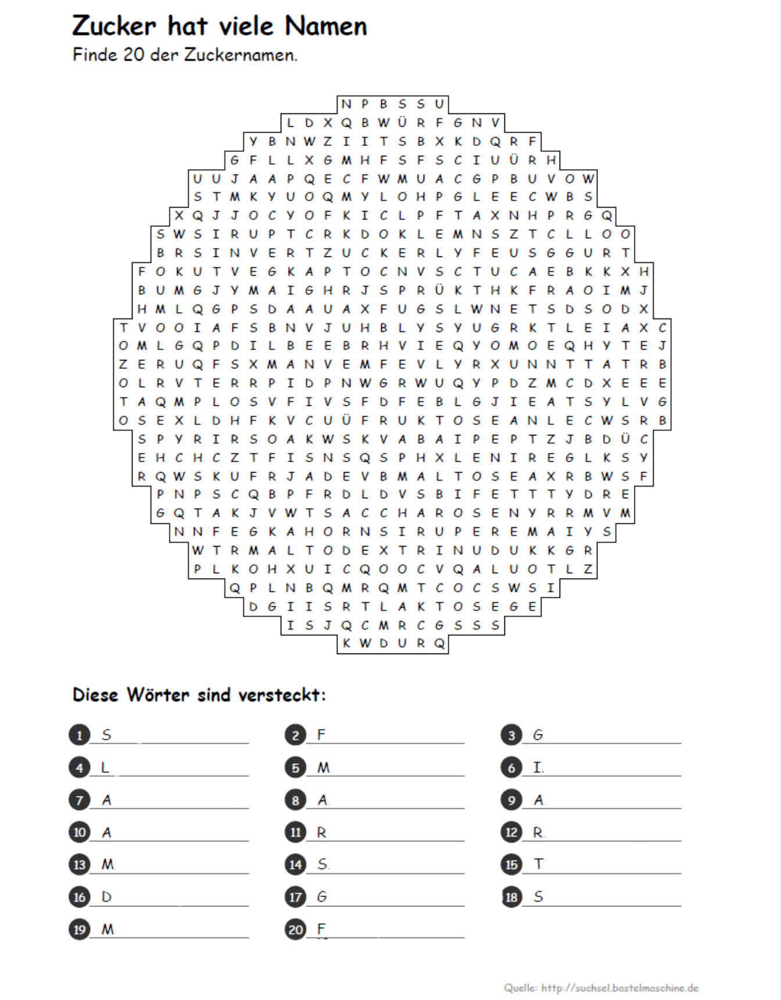 Zucker hat viele Namen
Finde 20 der Zuckernamen.
N P B S S U
L D X Q B W Ü R F G N V
Y B N W Z I I T S B X K D Q R F
G F L L X G M H F S F S C I U Ü R H
U U J A A P Q E C F W M U A C G P B U V O W
S T M K Y U O Q M Y L O H P G L E E C W B S
X Q J J O C Y O F K I C L P F T A X N H P R G Q
S W S I R U P T C R K D O K L E M N S Z T C L L O O
B R S I N V E R T Z U C K E R L Y F E U S G G U R T
F O K U T V E G K A P T O C N V S C T U C A E B K K X H
B U M G J Y M A I G H R J S P R Ü K T H K F R A O I M J
H M L Q G P S D A A U A X F U G S L W N E T S D S O D X
T V O O I A F S B N V J U H B L Y S Y U G R K T L E I A X C
O M L G Q P D I L B E E B R H V I E Q Y O M O E Q H Y T E J
Z E R U Q F S X M A N V E M F E V L Y R X U N N T T A T R B
O L R V T E R R P I D P N W G R W U Q Y P D Z M C D X E E E
T A Q M P L O S V F I V S F D F E B L G J I E A T S Y L V G
O S E X L D H F K V C U Ü F R U K T O S E A N L E C W S R B
S P Y R I R S O A K W S K V A B A I P E P T Z J B D Ü C
E H C H C Z T F I S N S Q S P H X L E N I R E G L K S Y
R Q W S K U F R J A D E V B M A L T O S E A X R B W S F
P N P S C Q B P F R D L D V S B I F E T T T Y D R E
G Q T A K J V W T S A C C H A R O S E N Y R R M V M
N N F E G K A H O R N S I R U P E R E M A I Y S
W T R M A L T O D E X T R I N U D U K K G R
P L K O H X U I C Q O O C V Q A L U O T L Z
Q P L N B Q M R Q M T C O C S W S I
D G I I S R T L A K T O S E G E
I S J Q C M R C G S S S
K W D U R Q
Diese Wörter sind versteckt:
1 S 2 F 3 G
4 L 5 M 6 I
7 A 8 A 9 A
10 A 11 R 12 R
13 M 14 S 15 T
16 D 17 G 18 S
19 M 20 F
Quelle: http://suchsel.bastelmaschine.de